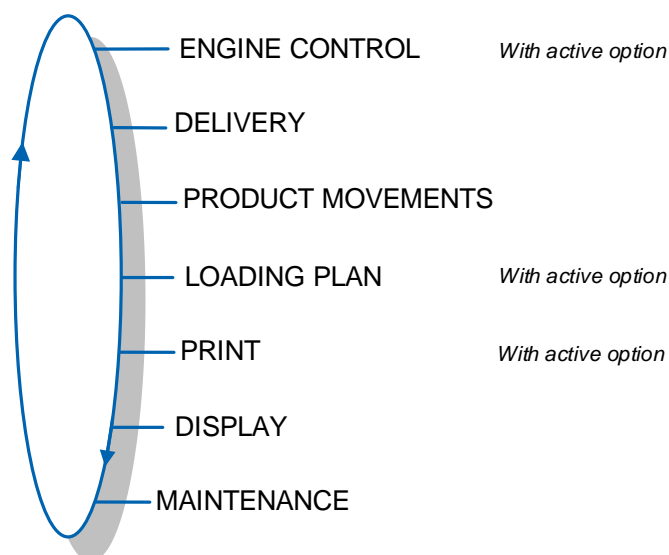 ENGINE CONTROL With active option
DELIVERY
PRODUCT MOVEMENTS
LOADING PLAN With active option
PRINT With active option
DISPLAY
MAINTENANCE